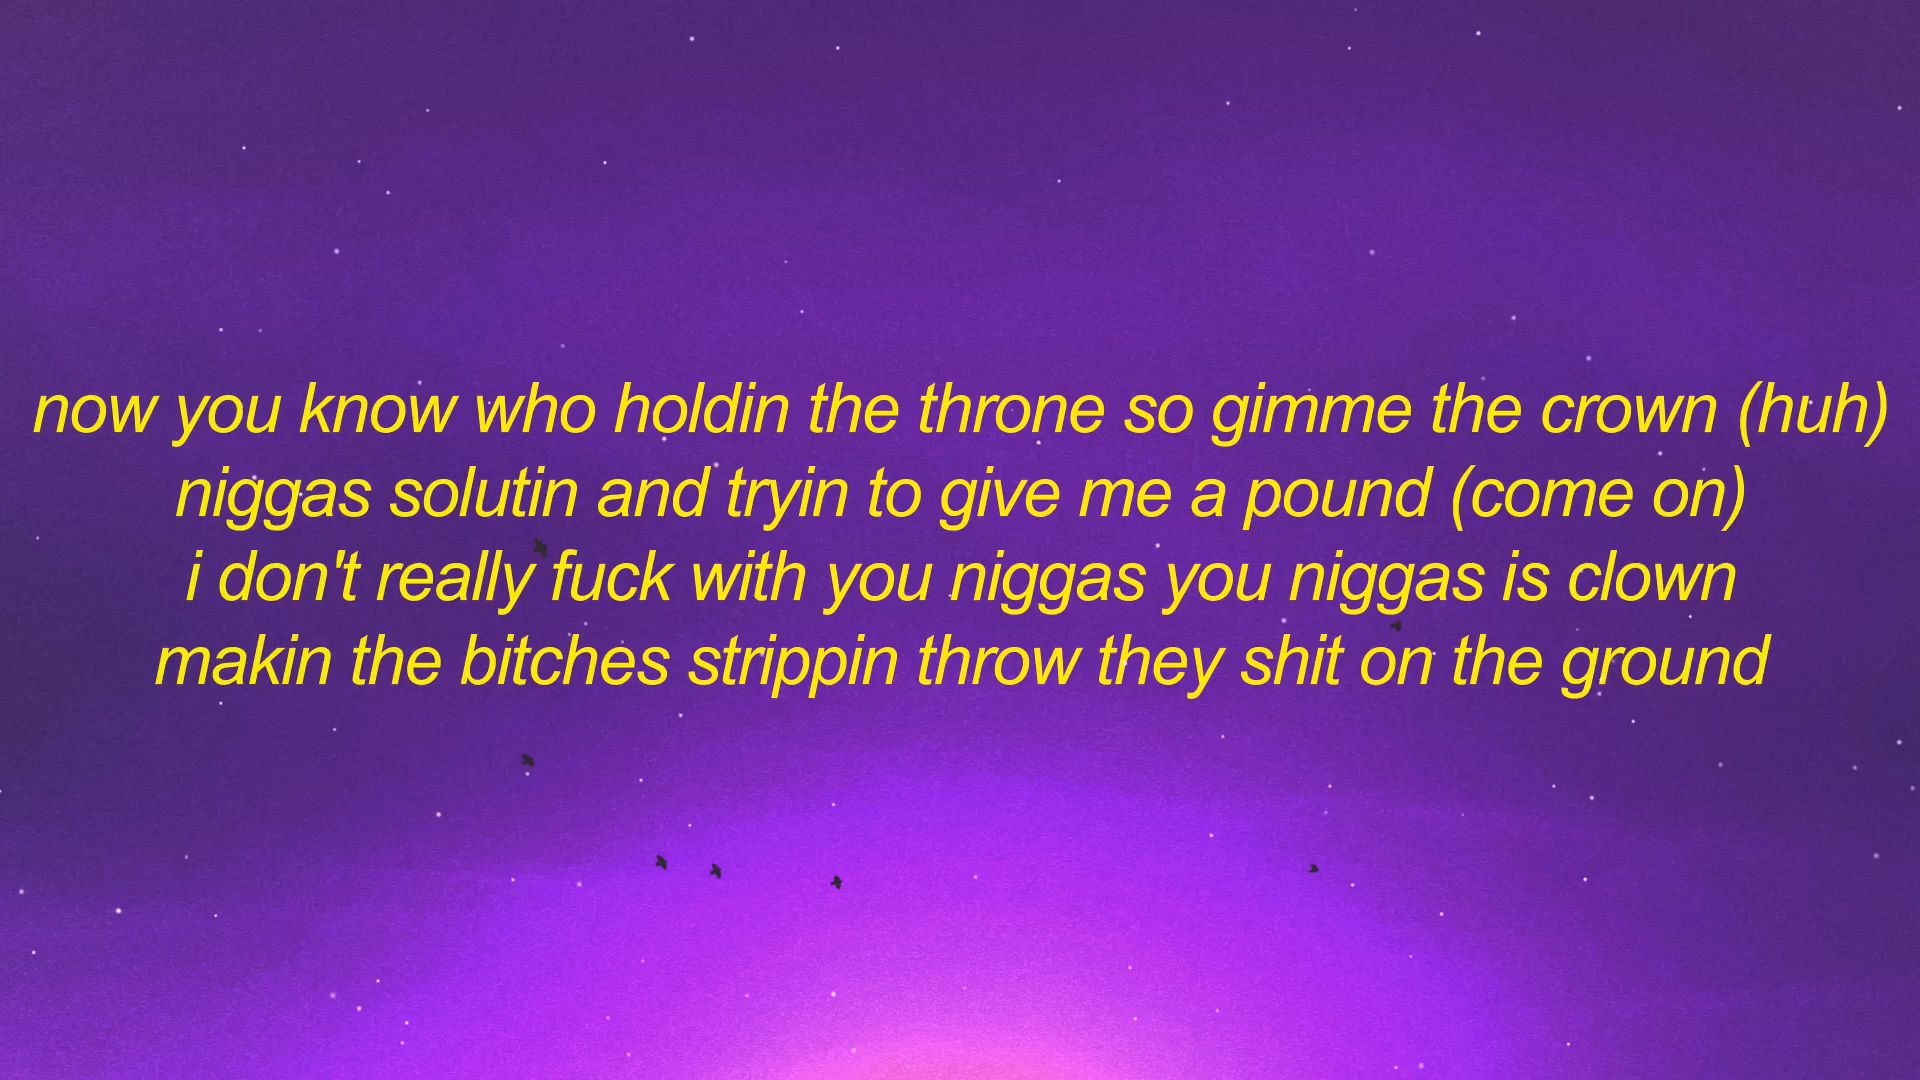 now you know who holdin the throne so gimme the crown (huh)
niggas solutin and tryin to give me a pound (come on)
i don't really fuck with you niggas you niggas is clown
makin the bitches strippin throw they shit on the ground